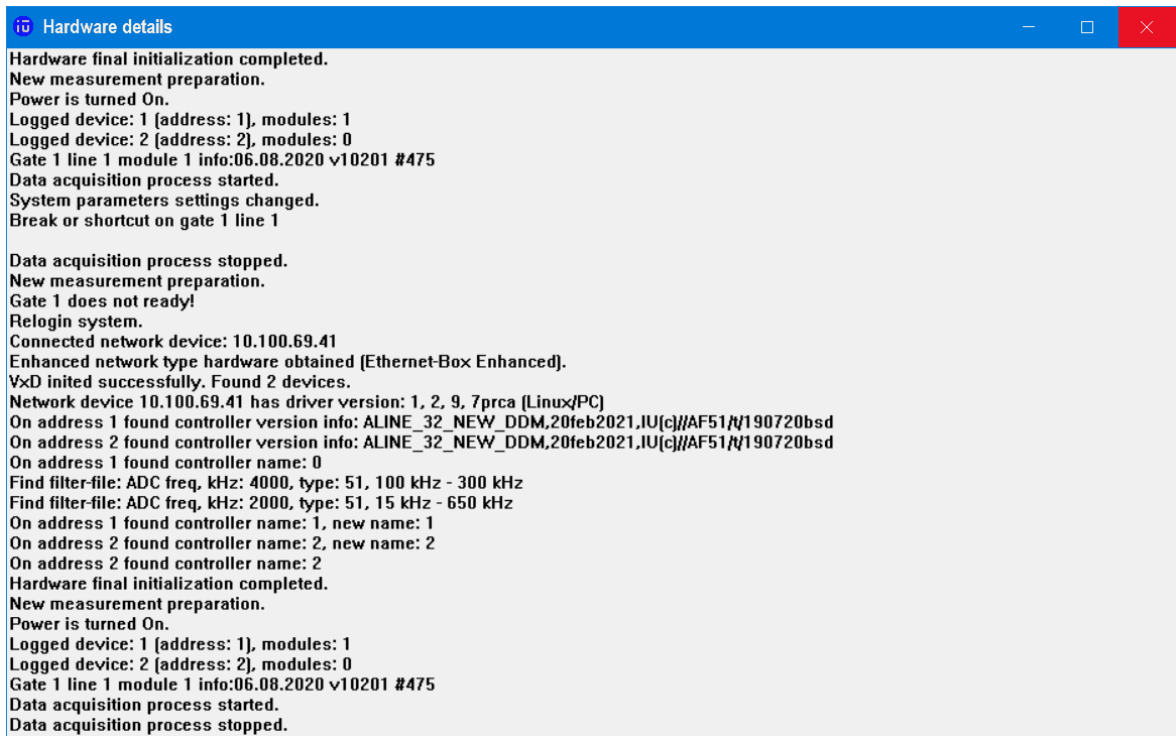 Hardware details
Hardware final initialization completed.
New measurement preparation.
Power is turned On.
Logged device: 1 (address: 1), modules: 1
Logged device: 2 (address: 2), modules: 0
Gate 1 line 1 module 1 info:06.08.2020 v10201 #475
Data acquisition process started.
System parameters settings changed.
Break or shortcut on gate 1 line 1
Data acquisition process stopped.
New measurement preparation.
Gate 1 does not ready!
Relogin system.
Connected network device: 10.100.69.41
Enhanced network type hardware obtained (Ethernet-Box Enhanced).
VxD inited successfully. Found 2 devices.
Network device 10.100.69.41 has driver version: 1, 2, 9, 7prca (Linux/PC)
On address 1 found controller version info: ALINE_32_NEW_DDM,20feb2021,IU(c)//AF51/t/190720bsd
On address 2 found controller version info: ALINE_32_NEW_DDM,20feb2021,IU(c)//AF51/t/190720bsd
On address 1 found controller name: 0
Find filter-file: ADC freq, kHz: 4000, type: 51, 100 kHz - 300 kHz
Find filter-file: ADC freq, kHz: 2000, type: 51, 15 kHz - 650 kHz
On address 1 found controller name: 1, new name: 1
On address 2 found controller name: 2, new name: 2
On address 2 found controller name: 2
Hardware final initialization completed.
New measurement preparation.
Power is turned On.
Logged device: 1 (address: 1), modules: 1
Logged device: 2 (address: 2), modules: 0
Gate 1 line 1 module 1 info:06.08.2020 v10201 #475
Data acquisition process started.
Data acquisition process stopped.